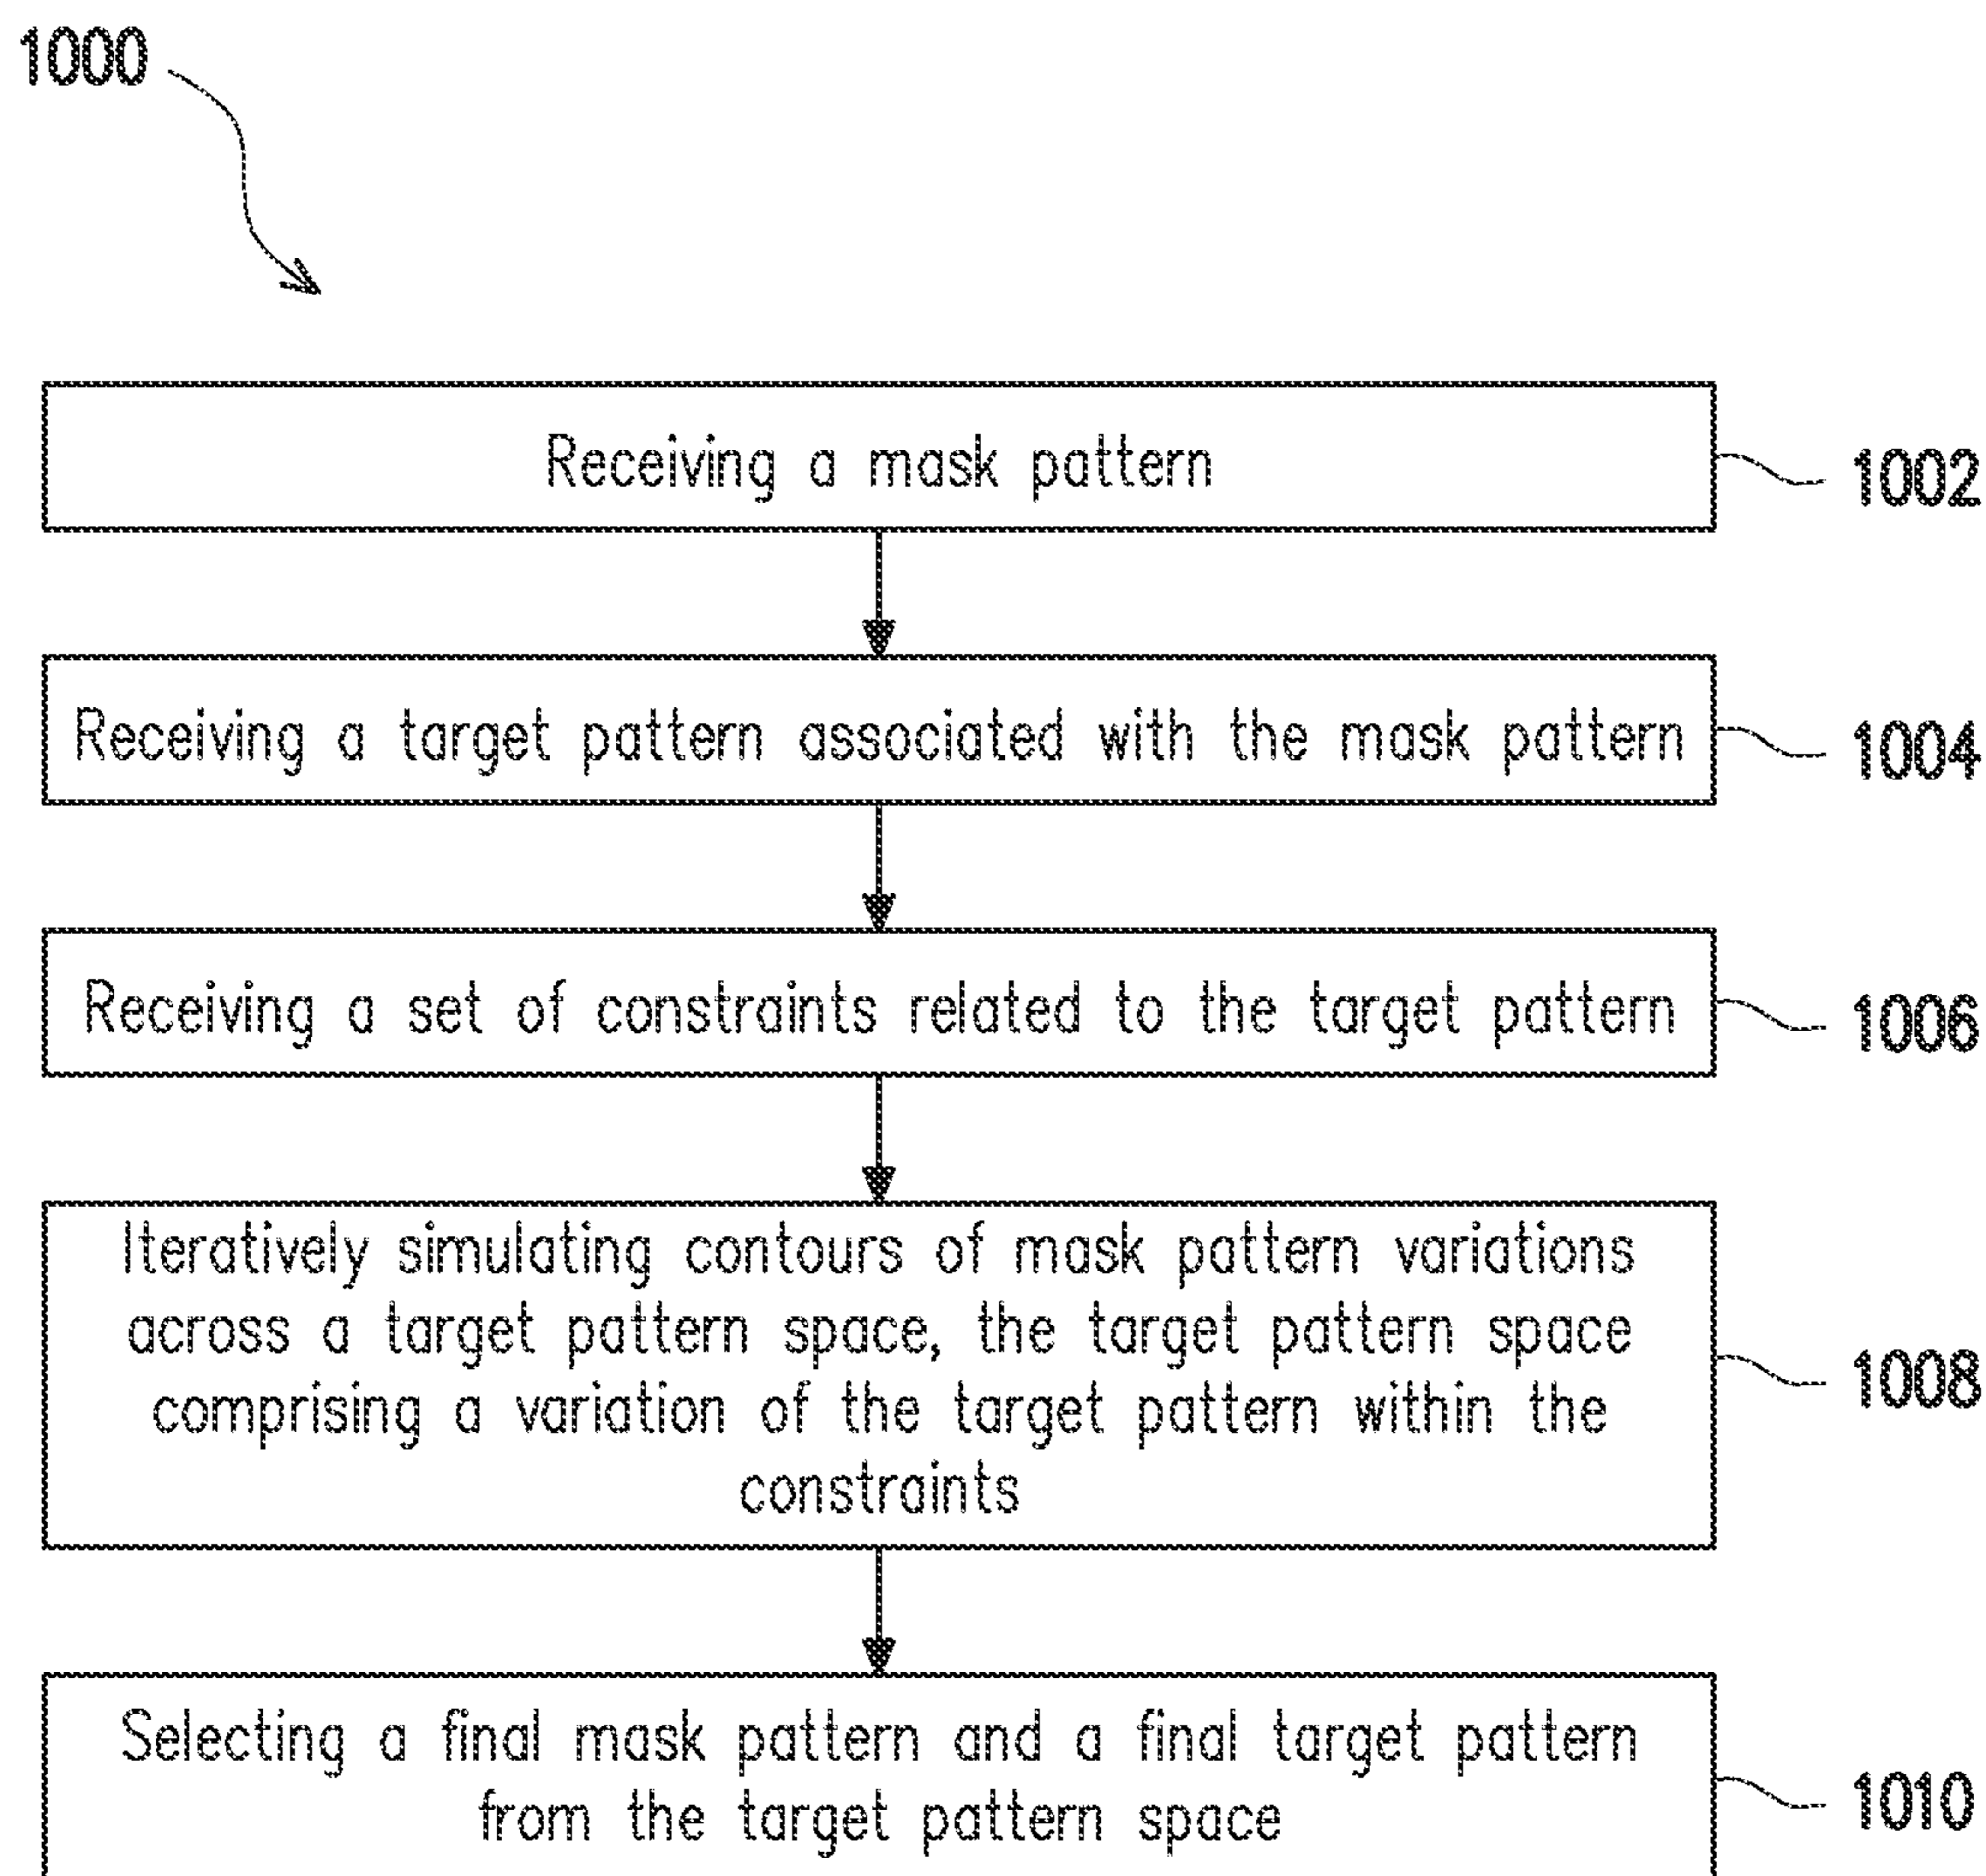 1000
Receiving a mask pattern
1002
Receiving a target pattern associated with the mask pattern
1004
Receiving a set of constraints related to the target pattern
1006
Iteratively simulating contours of mask pattern variations
across a target pattern space, the target pattern space
comprising a variation of the target pattern within the
constraints
1008
Selecting a final mask pattern and a final target pattern
from the target pattern space
1010